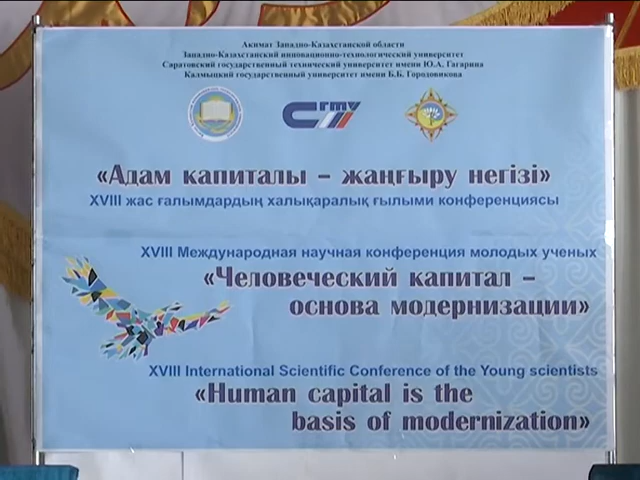 Акимат Западно-Казахстанской области
Западно-Казахстанский инновационно-технологический университет
Саратовский государственный технический университет имени Ю.А. Гагарина
Калмыцкий государственный университет имени Б.Б. Городовикова
СГТУ
«Адам капиталы – жаңғыру негізі»
XVIII жас ғалымдардың халықаралық ғылыми конференциясы
XVIII Международная научная конференция молодых ученых
«Человеческий капитал –
основа модернизации»
XVIII International Scientific Conference of the Young scientists
«Human capital is the
basis of modernization»